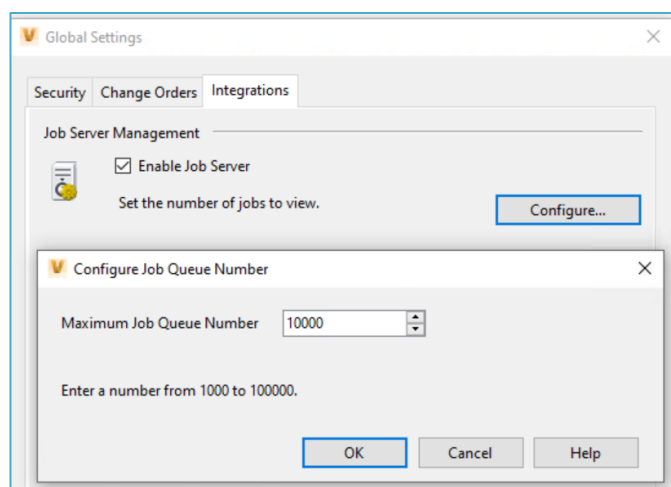 Global Settings
Security Change Orders Integrations
Job Server Management
Enable Job Server
Set the number of jobs to view.
Configure...
Configure Job Queue Number
Maximum Job Queue Number 10000
Enter a number from 1000 to 100000.
OK Cancel Help